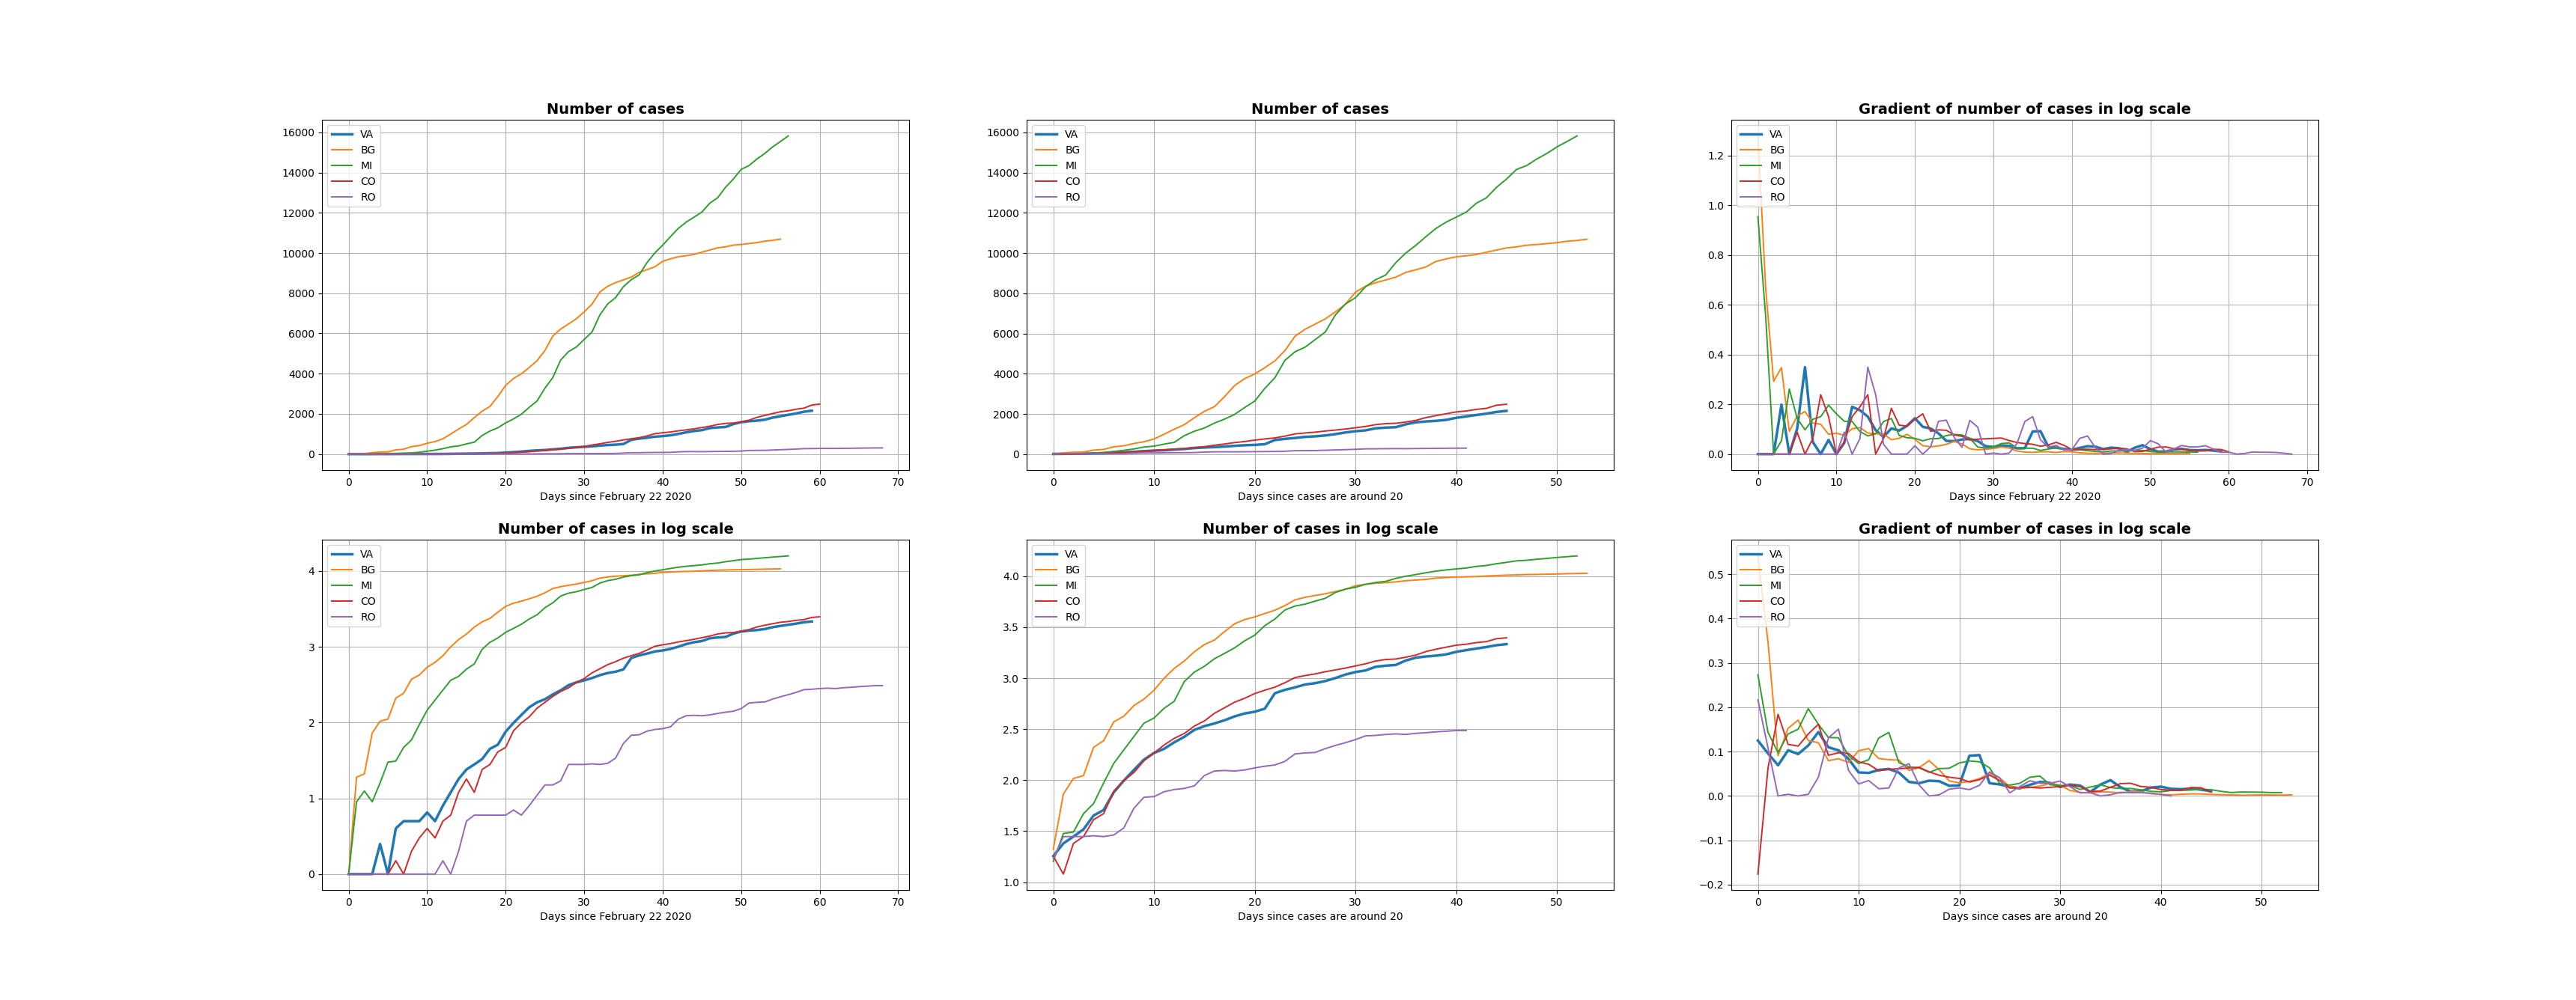 Number of cases
16000
14000
12000
10000
8000
6000
4000
2000
0
VA
BG
MI
CO
RO
0 10 20 30 40 50 60 70
Days since February 22 2020
Number of cases
16000
14000
12000
10000
8000
6000
4000
2000
0
VA
BG
MI
CO
RO
0 10 20 30 40 50
Days since cases are around 20
Gradient of number of cases in log scale
1.2
1.0
0.8
0.6
0.4
0.2
0.0
VA
BG
MI
CO
RO
0 10 20 30 40 50 60 70
Days since February 22 2020
Number of cases in log scale
4
3
2
1
0
VA
BG
MI
CO
RO
0 10 20 30 40 50 60 70
Days since February 22 2020
Number of cases in log scale
4.0
3.5
3.0
2.5
2.0
1.5
1.0
VA
BG
MI
CO
RO
0 10 20 30 40 50
Days since cases are around 20
Gradient of number of cases in log scale
0.5
0.4
0.3
0.2
0.1
0.0
−0.1
−0.2
VA
BG
MI
CO
RO
0 10 20 30 40 50
Days since cases are around 20